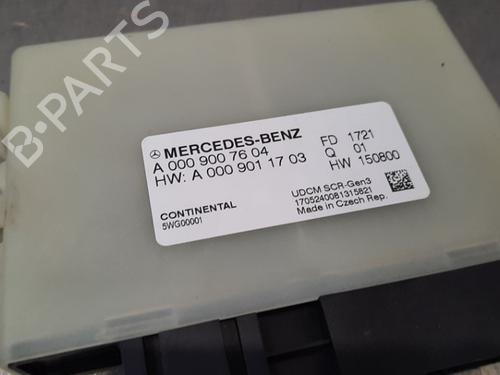 MERCEDES-BENZ
A 000 900 76 04
HW: A 000 901 17 03
FD 1721
Q 01
HW 150800
CONTINENTAL
5WG00001
UDCM SCR-Gen3
1705240081315821
Made in Czech Rep.
B-PARTS